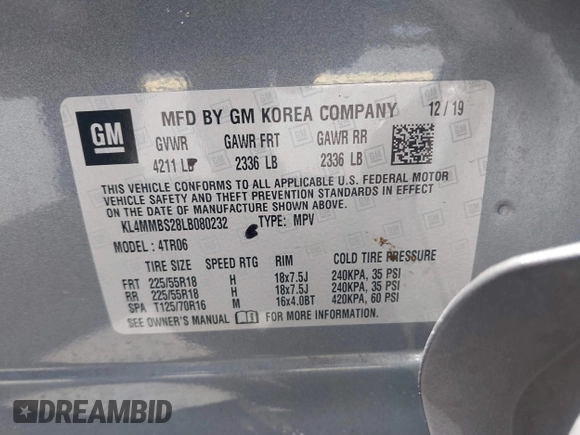 GM
MFD BY GM KOREA COMPANY 12/19
GVWR GAWR FRT GAWR RR
4211 LB 2336 LB 2336 LB
THIS VEHICLE CONFORMS TO ALL APPLICABLE U.S. FEDERAL MOTOR
VEHICLE SAFETY AND THEFT PREVENTION STANDARDS IN EFFECT
ON THE DATE OF MANUFACTURE SHOWN ABOVE.
KL4MMBS28LB080232 TYPE: MPV
MODEL: 4TR06
TIRE SIZE SPEED RTG RIM COLD TIRE PRESSURE
FRT 225/55R18 H 18x7.5J 240KPA, 35 PSI
RR 225/55R18 H 18x7.5J 240KPA, 35 PSI
SPA T125/70R16 M 16x4.0BT 420KPA, 60 PSI
SEE OWNER'S MANUAL FOR MORE INFORMATION.
DREAMBID